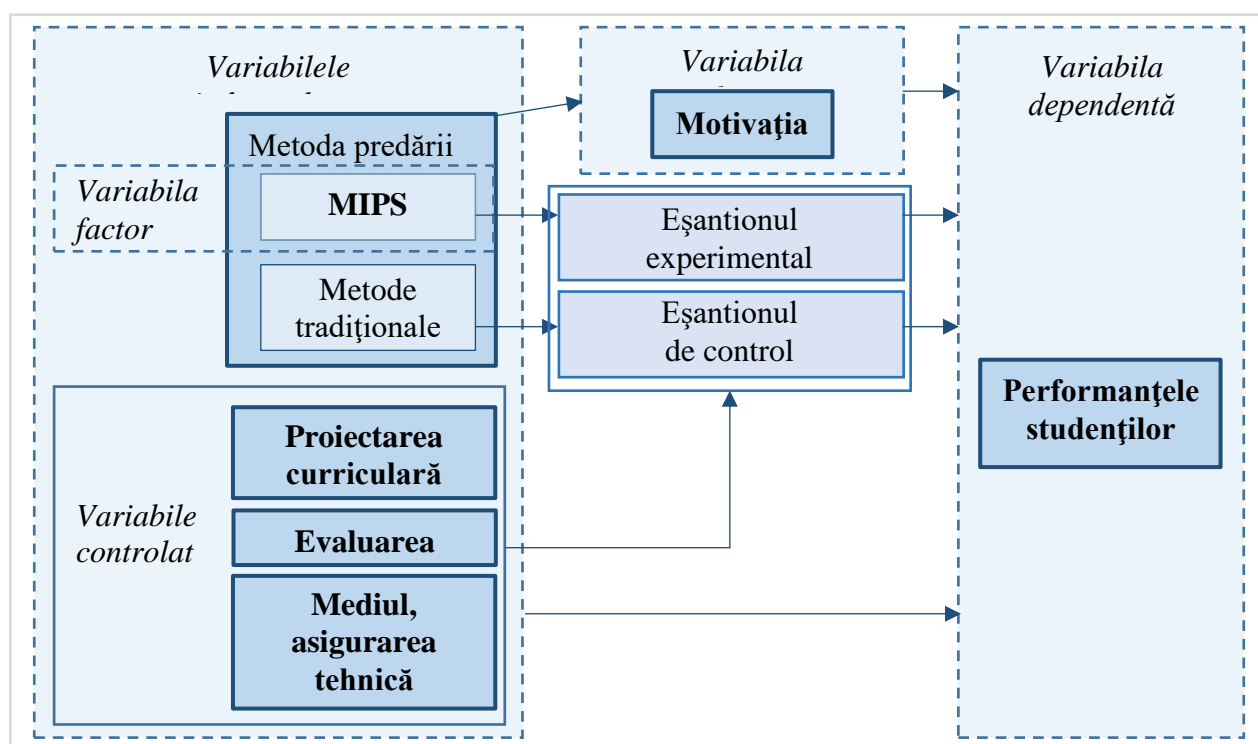 Variabilele
Metoda predării
Variabila
factor
MIPS
Metode
tradiţionale
Variabile
controlat
Proiectarea
curriculară
Evaluarea
Mediul,
asigurarea
tehnică
Variabila
Motivaţia
Eşantionul
experimental
Eşantionul
de control
Variabila
dependentă
Performanţele
studenţilor